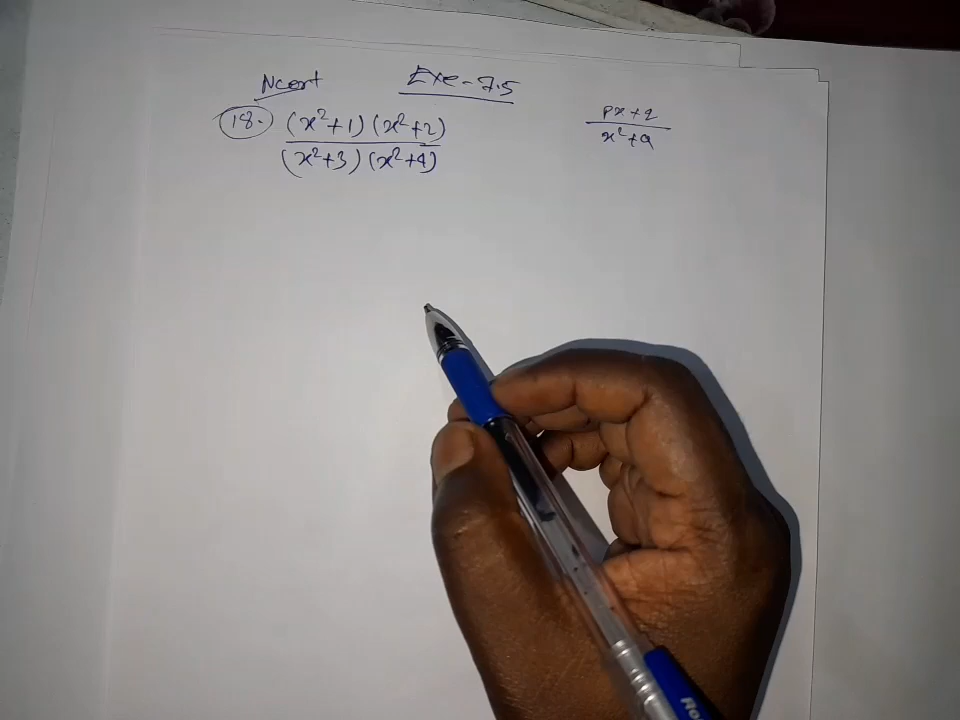 Ncert Exe-7.5
18. (x²+1)(x²+2)
(x²+3)(x²+4)
px+q
x²+a